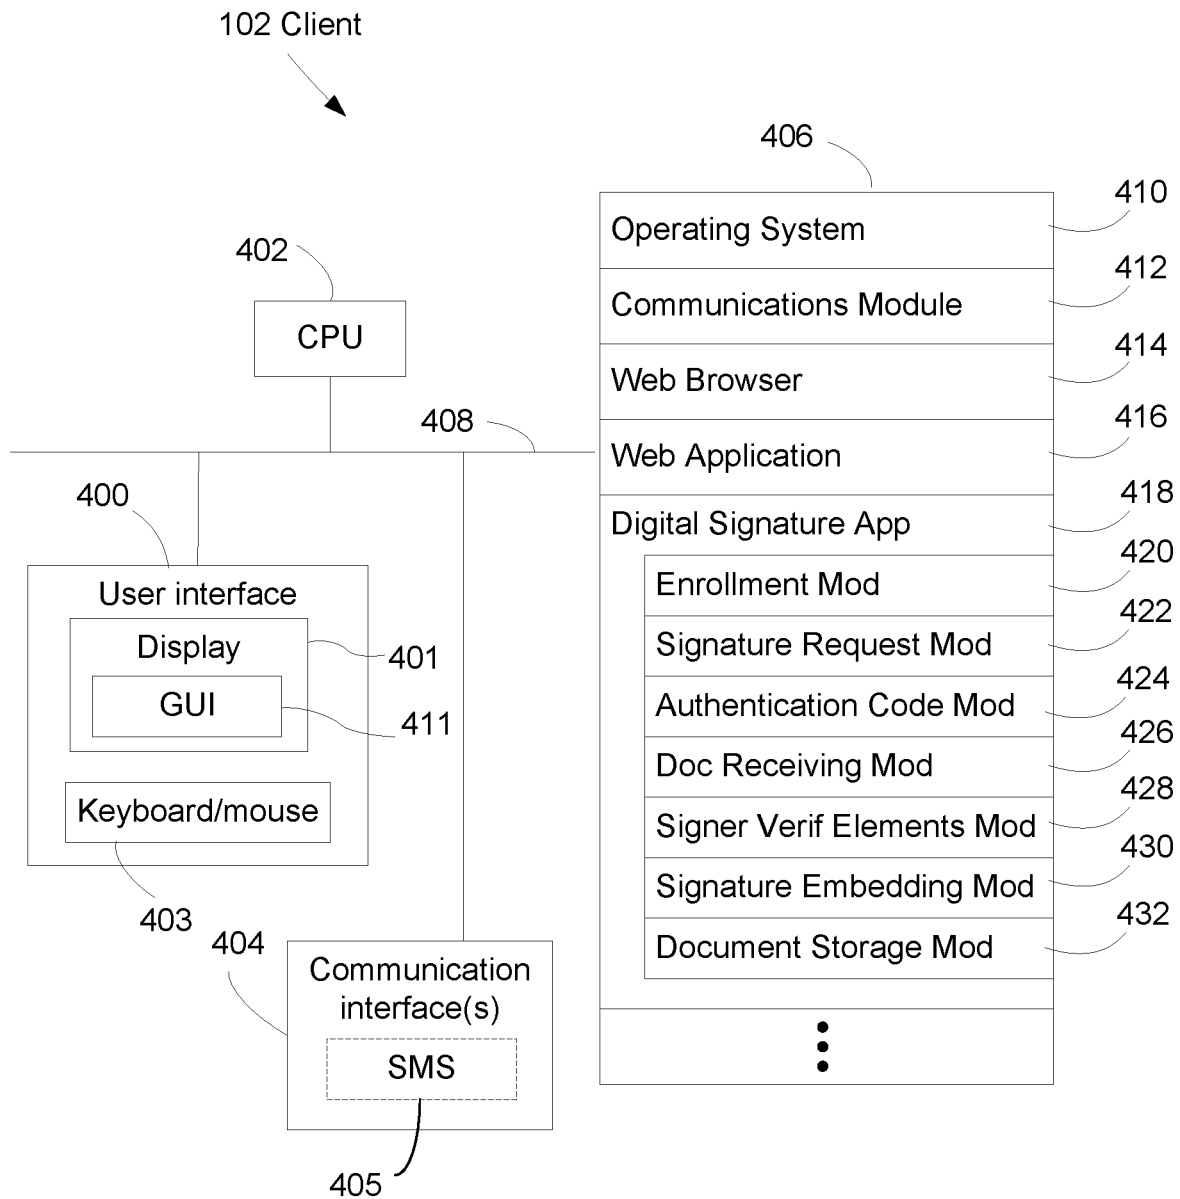 102 Client
406
410
Operating System
402
412
Communications Module
CPU
414
Web Browser
408
416
Web Application
400
418
Digital Signature App
420
User interface
Enrollment Mod
Display
401
422
Signature Request Mod
GUI
411
424
Authentication Code Mod
426
Doc Receiving Mod
Keyboard/mouse
428
Signer Verif Elements Mod
403
430
Signature Embedding Mod
404
432
Document Storage Mod
Communication
interface(s)
SMS
405